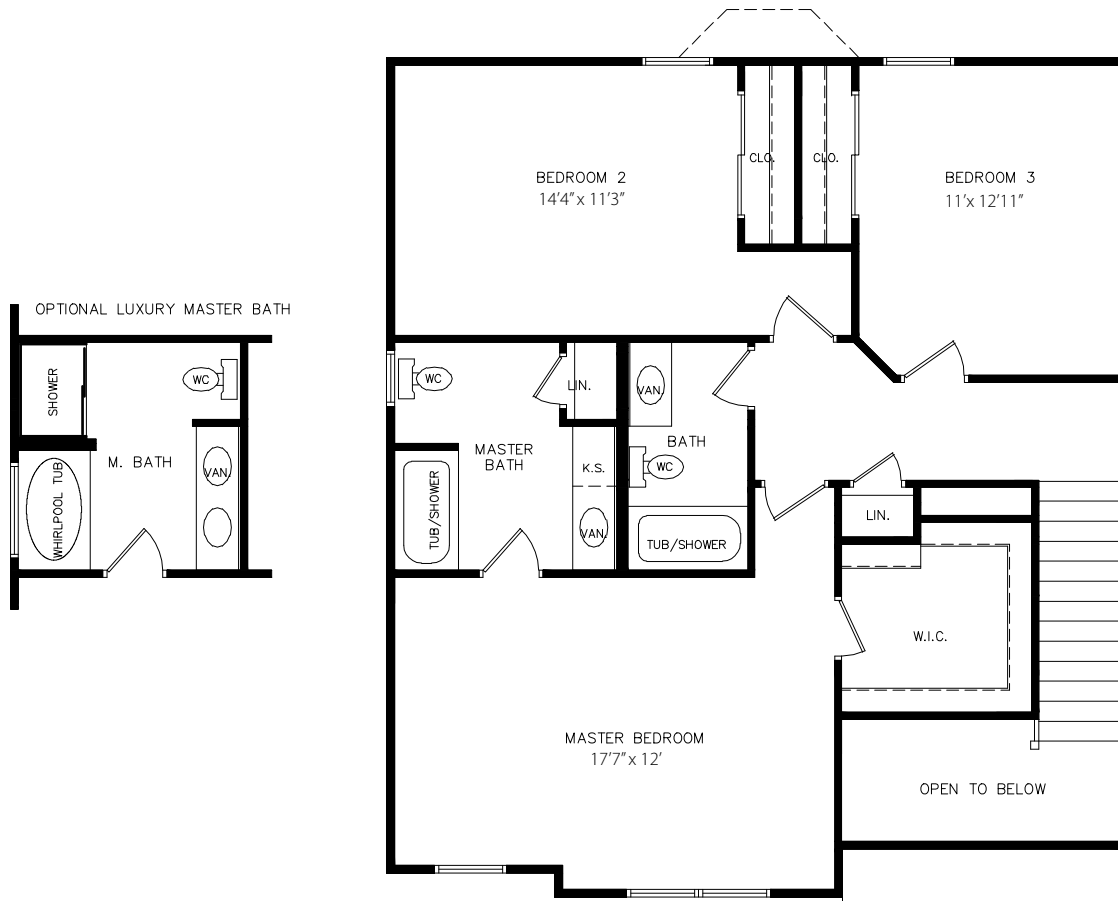 BEDROOM 2
14'4" x 11'3"
CLO.
CLO.
BEDROOM 3
11' x 12'11"
OPTIONAL LUXURY MASTER BATH
SHOWER
WC
M. BATH
VAN.
WHIRLPOOL TUB
WC
LIN.
MASTER
BATH
K.S.
TUB/SHOWER
VAN.
VAN.
BATH
WC
TUB/SHOWER
LIN.
W.I.C.
MASTER BEDROOM
17'7" x 12'
OPEN TO BELOW